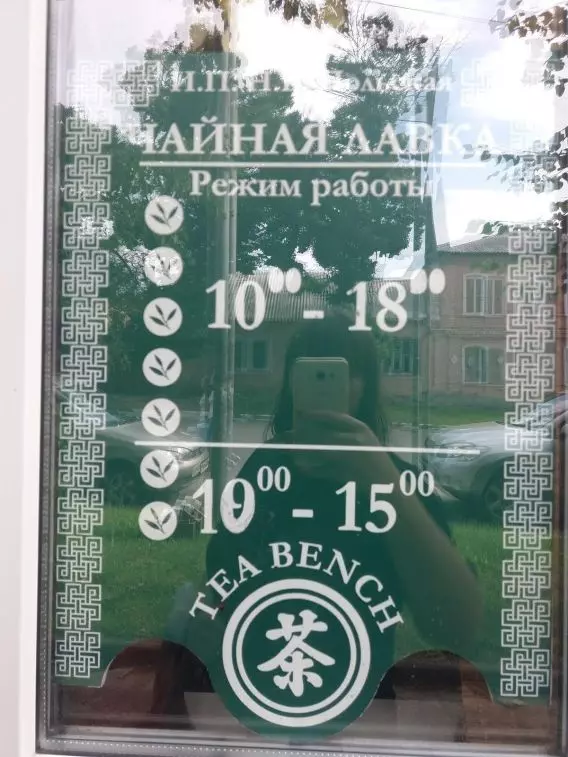 ЧАЙНАЯ ЛАВКА
Режим работы
10⁰⁰ - 18⁰⁰
10⁰⁰ - 15⁰⁰
TEA BENCH
茶